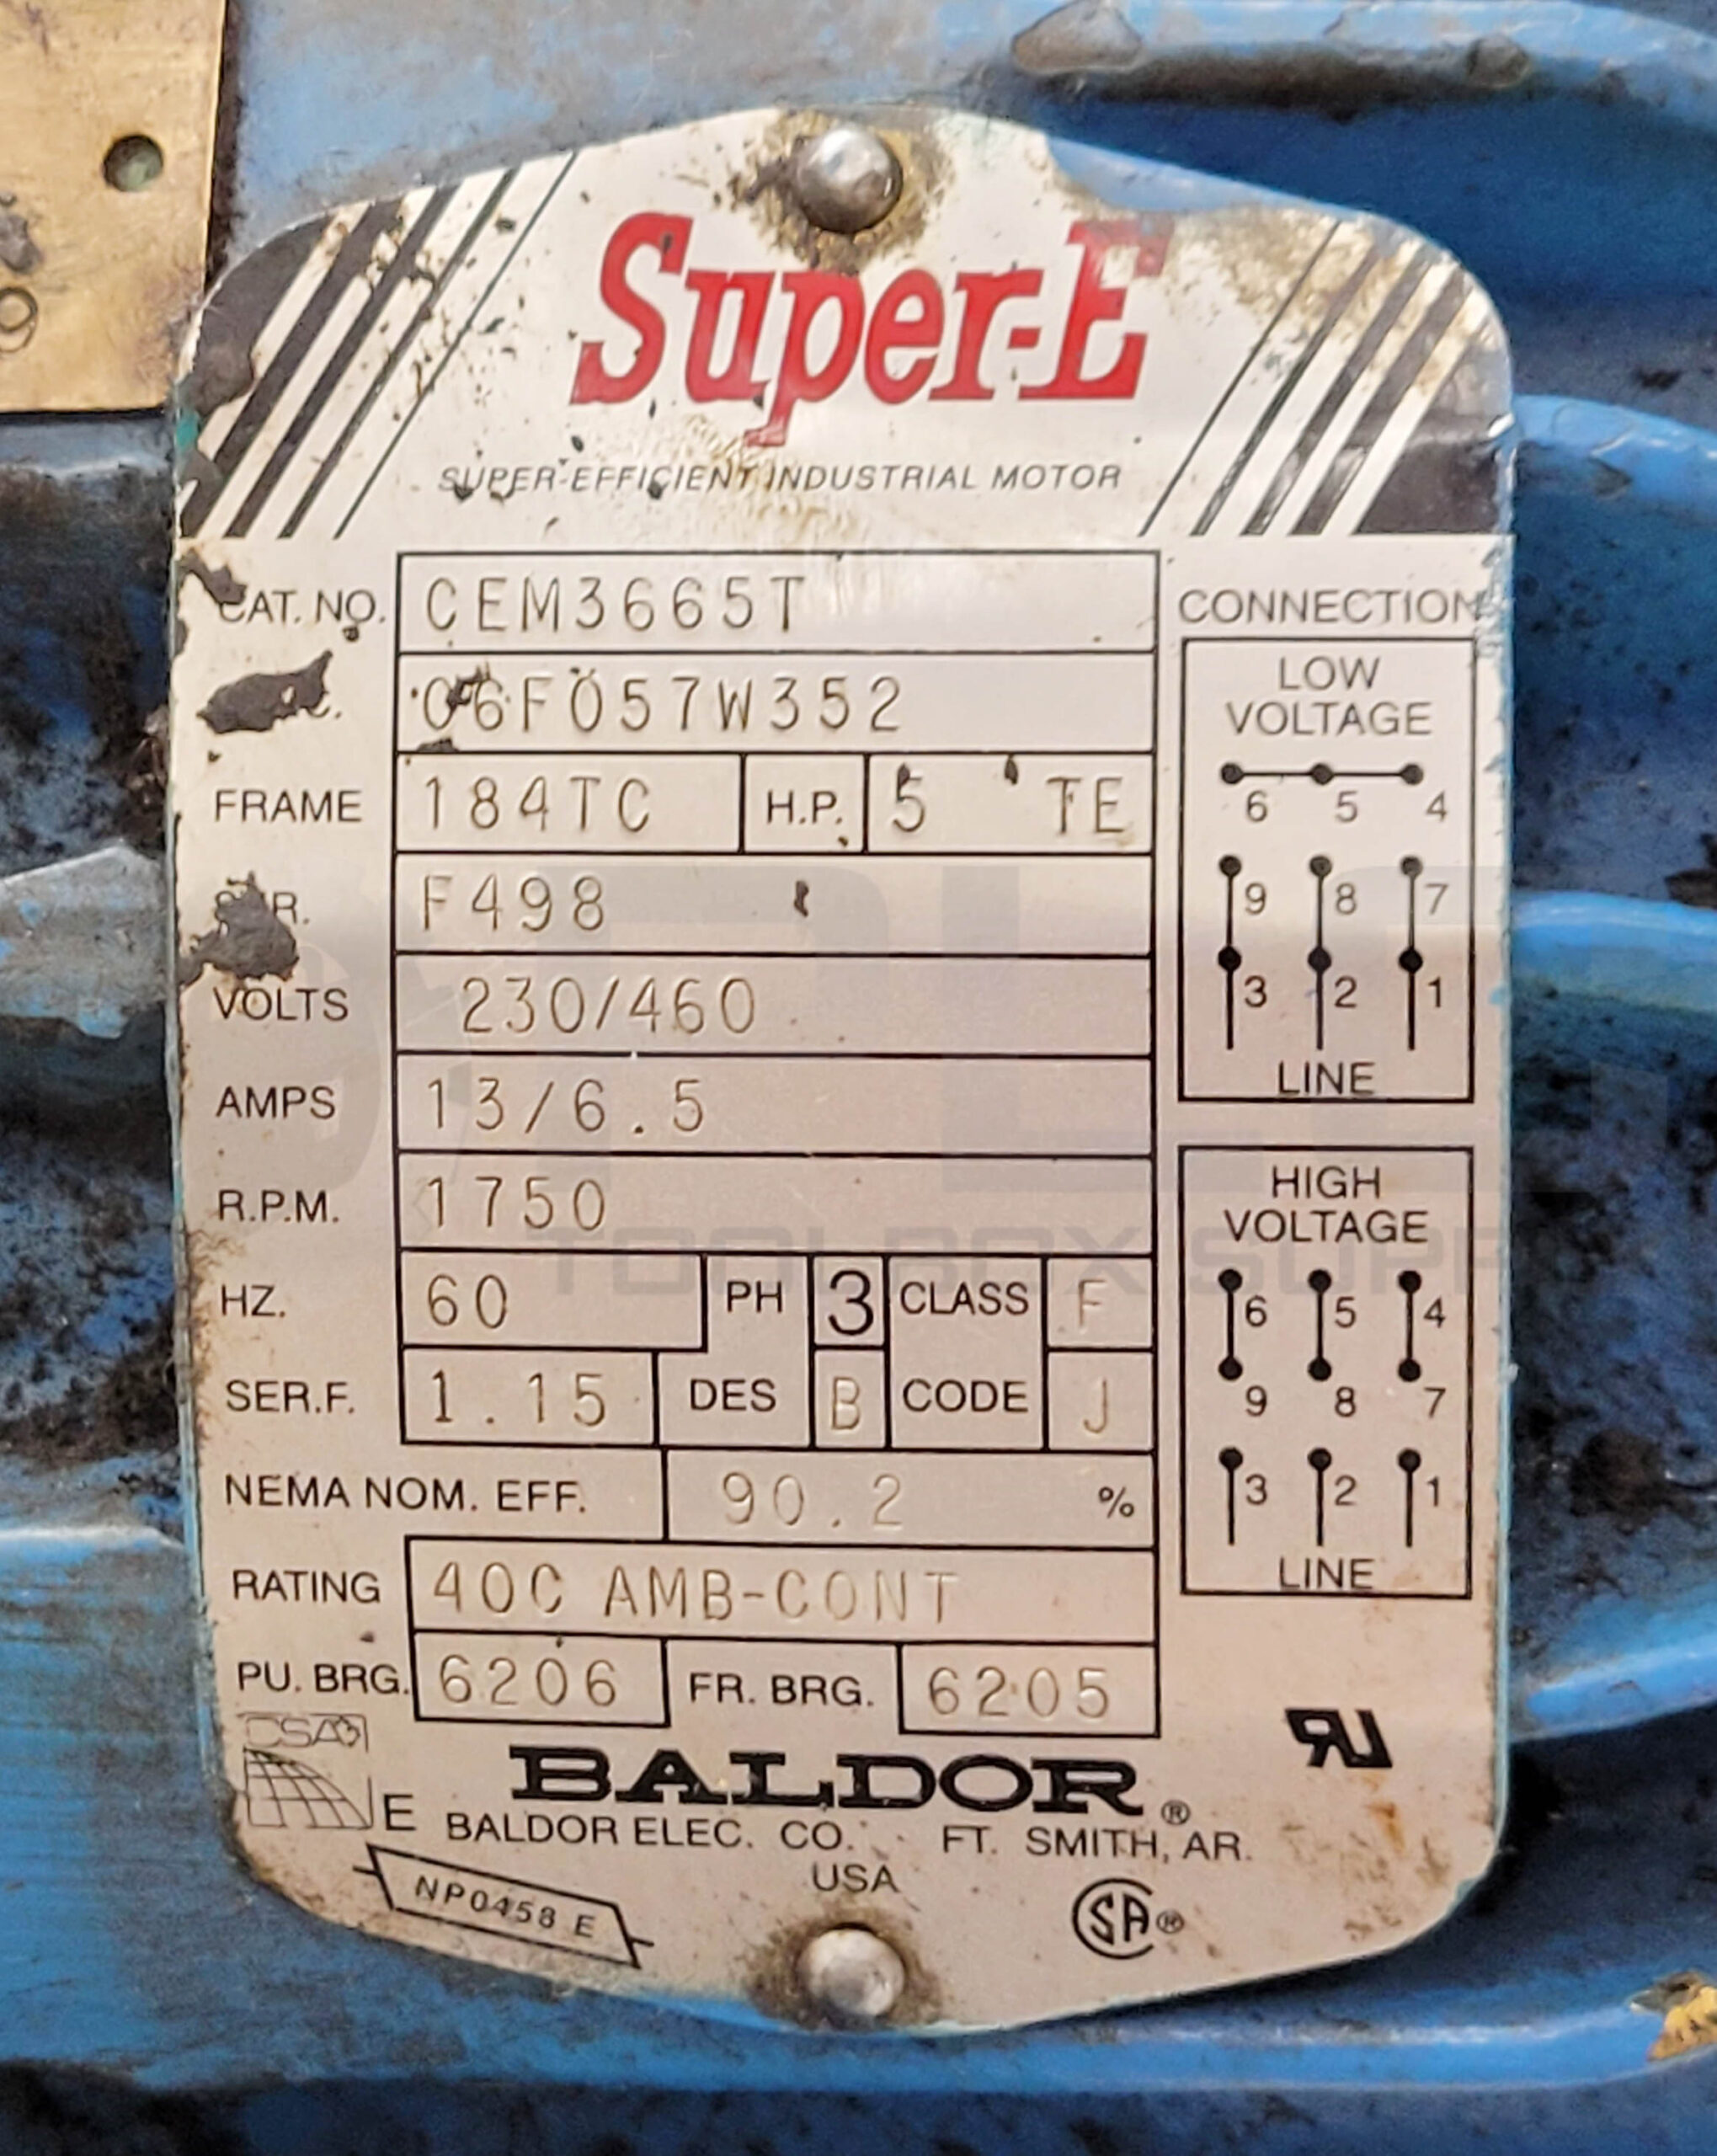 Super-E
SUPER-EFFICIENT INDUSTRIAL MOTOR
CAT. NO. CEM3665T
06F057W352
FRAME 184TC H.P. 5 TE
F498
VOLTS 230/460
AMPS 13/6.5
R.P.M. 1750
HZ. 60 PH 3 CLASS F
SER.F. 1.15 DES B CODE J
NEMA NOM. EFF. 90.2 %
RATING 40C AMB-CONT
PU. BRG. 6206 FR. BRG. 6205
CONNECTION
LOW
VOLTAGE
6 5 4
9 8 7
3 2 1
LINE
HIGH
VOLTAGE
6 5 4
9 8 7
3 2 1
LINE
BALDOR®
E BALDOR ELEC. CO. FT. SMITH, AR.
USA
NP0458 E
SA®
9
TOOLBOX SUPP